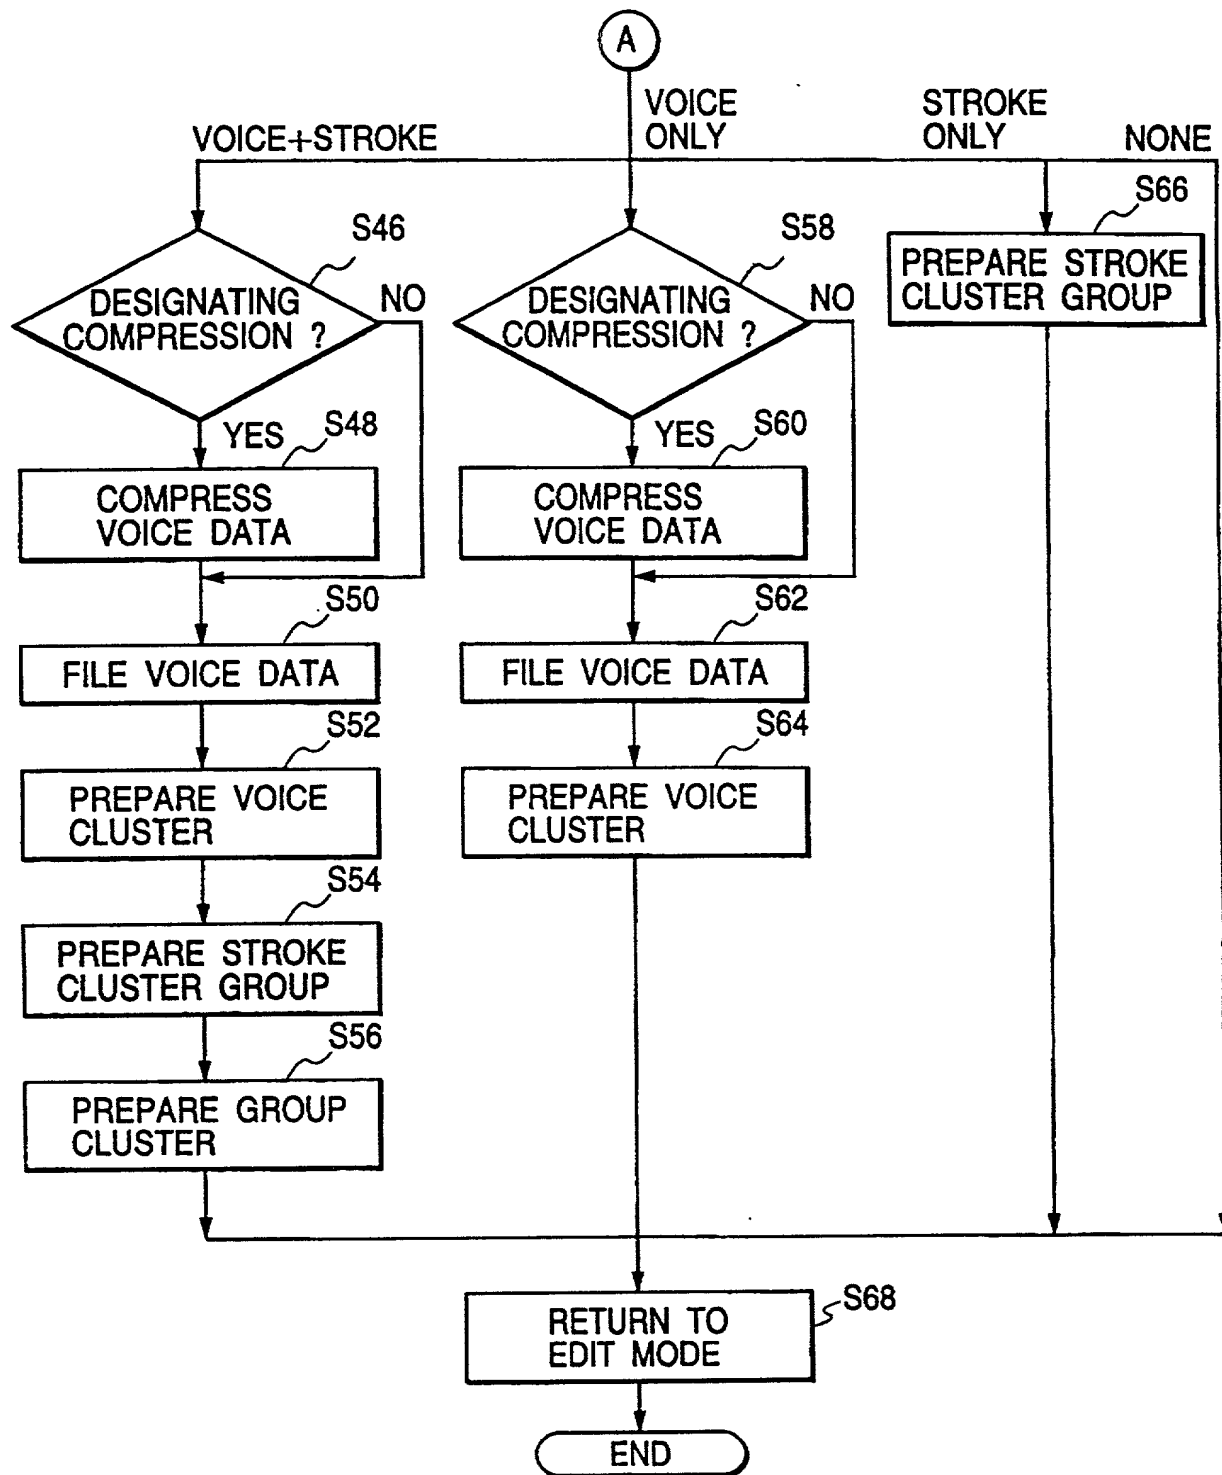 A
VOICE+STROKE
VOICE
ONLY
STROKE
ONLY
NONE
S46
DESIGNATING
COMPRESSION ?
NO
YES
S48
COMPRESS
VOICE DATA
S50
FILE VOICE DATA
S52
PREPARE VOICE
CLUSTER
S54
PREPARE STROKE
CLUSTER GROUP
S56
PREPARE GROUP
CLUSTER
S58
DESIGNATING
COMPRESSION ?
NO
YES
S60
COMPRESS
VOICE DATA
S62
FILE VOICE DATA
S64
PREPARE VOICE
CLUSTER
S66
PREPARE STROKE
CLUSTER GROUP
S68
RETURN TO
EDIT MODE
END